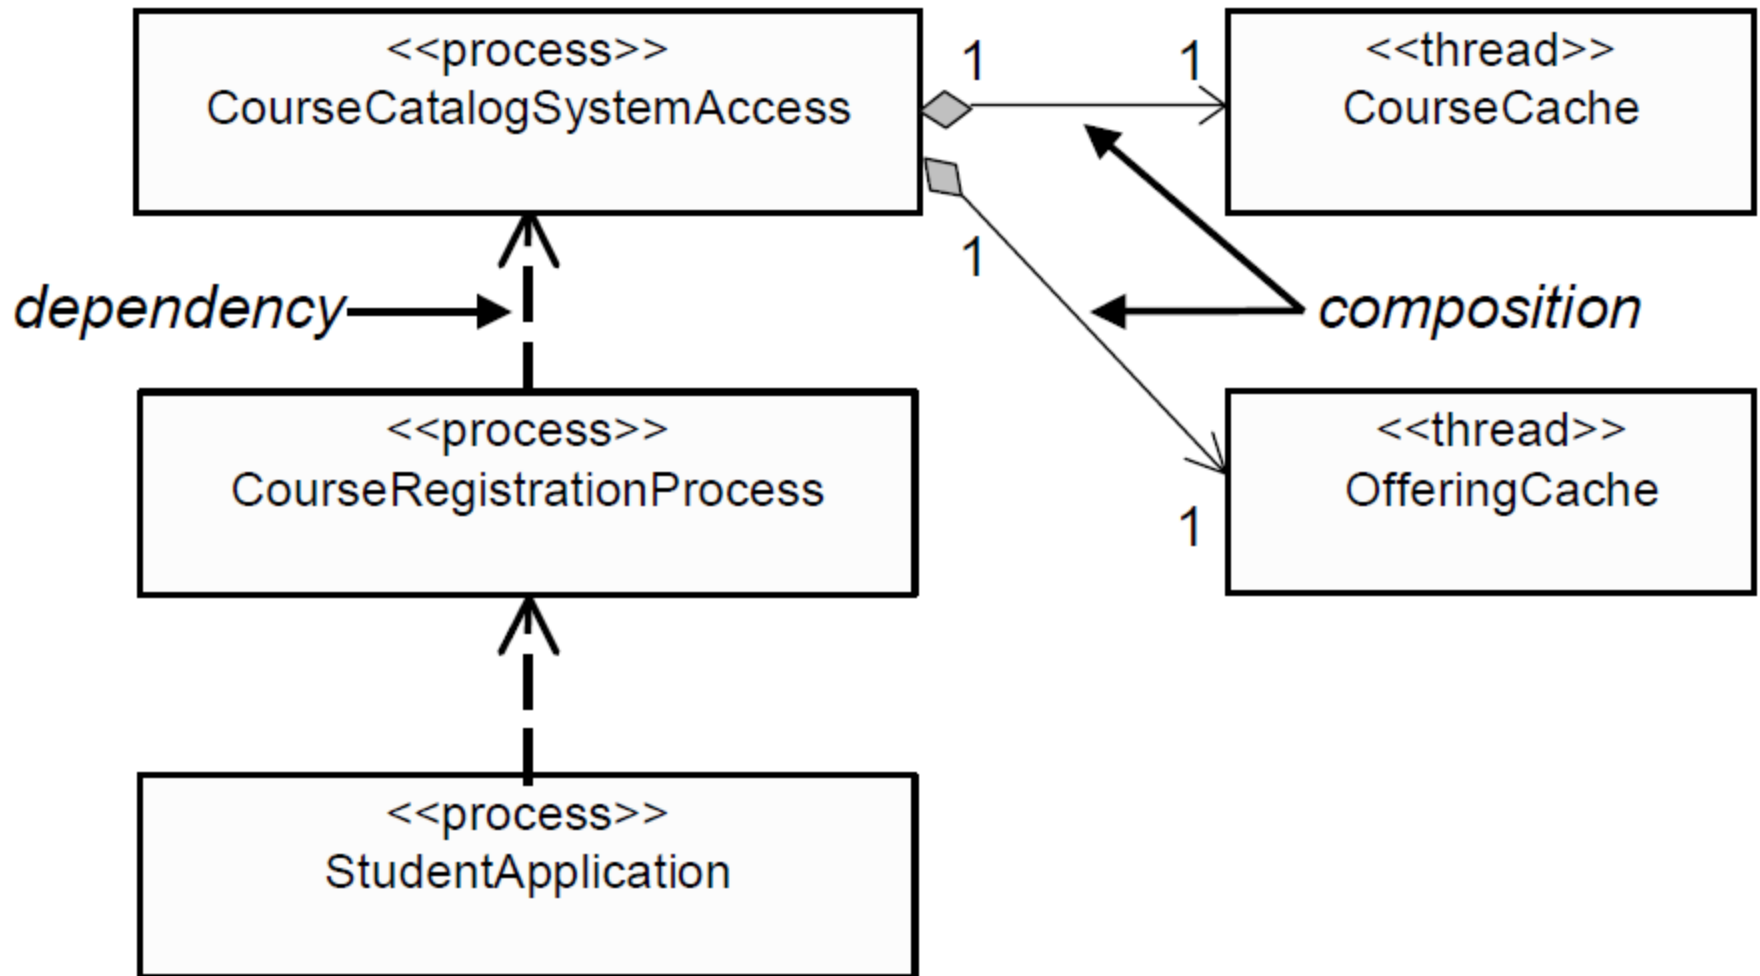 <<process>>
CourseCatalogSystemAccess
1
1
<<thread>>
CourseCache
dependency
1
composition
<<process>>
CourseRegistrationProcess
<<thread>>
OfferingCache
1
<<process>>
StudentApplication